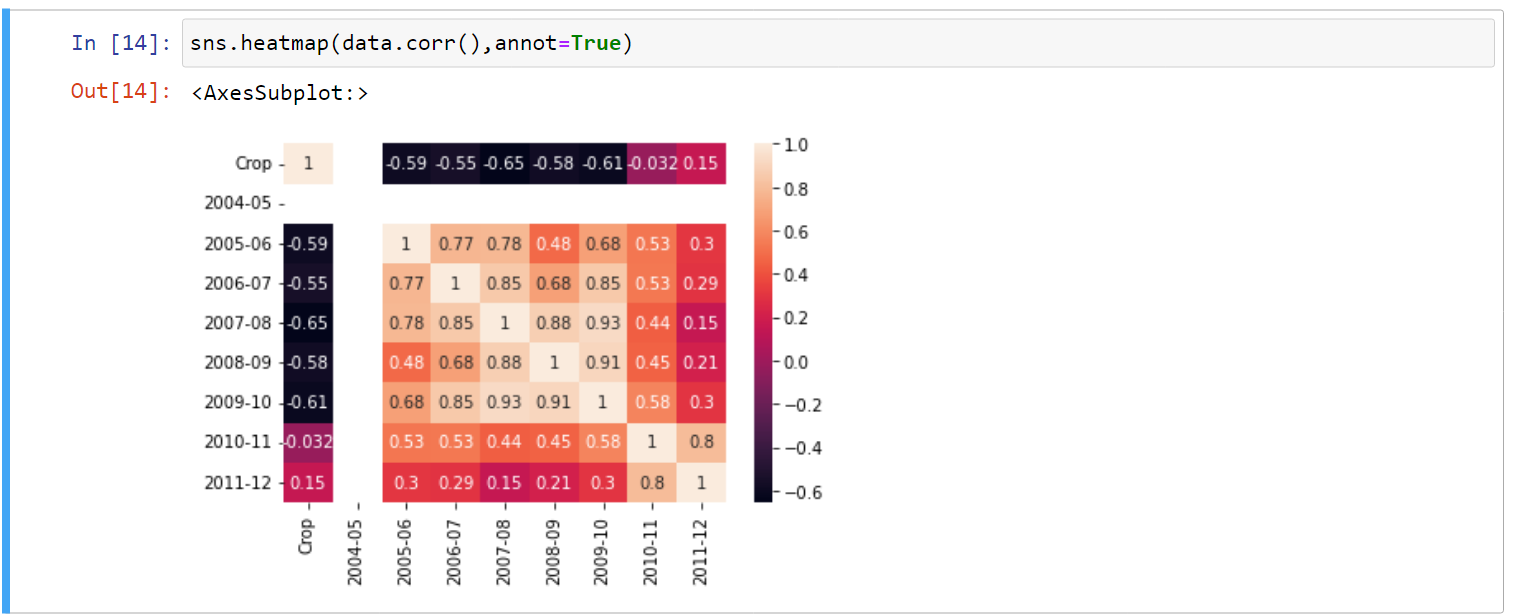 In [14]: sns.heatmap(data.corr(),annot=True)
Out[14]: <AxesSubplot:>
Crop 1 -0.59 -0.55 -0.65 -0.58 -0.61 -0.032 0.15
2004-05
2005-06 -0.59 1 0.77 0.78 0.48 0.68 0.53 0.3
2006-07 -0.55 0.77 1 0.85 0.68 0.85 0.53 0.29
2007-08 -0.65 0.78 0.85 1 0.88 0.93 0.44 0.15
2008-09 -0.58 0.48 0.68 0.88 1 0.91 0.45 0.21
2009-10 -0.61 0.68 0.85 0.93 0.91 1 0.58 0.3
2010-11 -0.032 0.53 0.53 0.44 0.45 0.58 1 0.8
2011-12 0.15 0.3 0.29 0.15 0.21 0.3 0.8 1
Crop 2004-05 2005-06 2006-07 2007-08 2008-09 2009-10 2010-11 2011-12
1.0
0.8
0.6
0.4
0.2
0.0
−0.2
−0.4
−0.6